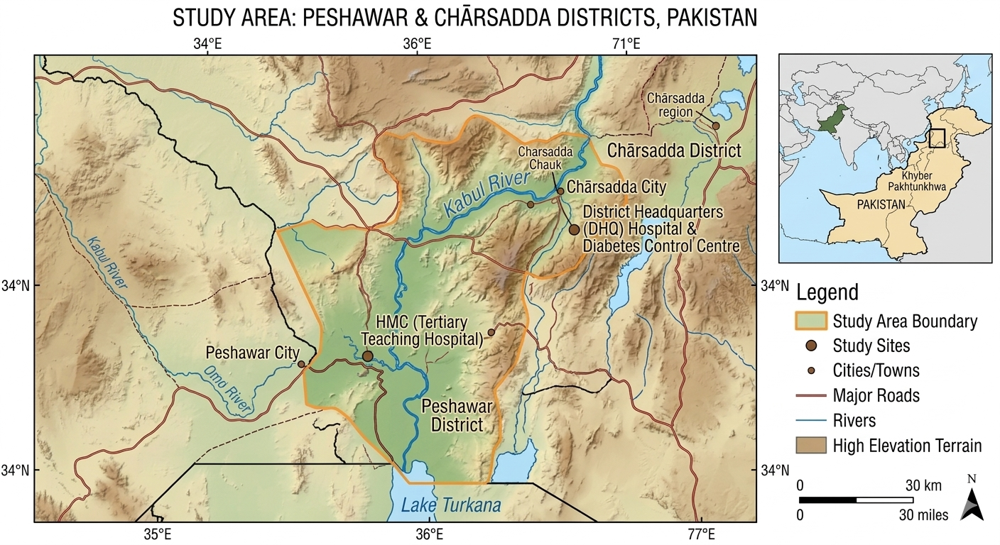 STUDY AREA: PESHAWAR & CHĀRSADDA DISTRICTS, PAKISTAN
34°E
36°E
71°E
Chārsadda
region
Charsadda
Chauk
Chārsadda District
Kabul River
Chārsadda City
District Headquarters
(DHQ) Hospital &
Diabetes Control Centre
Kabul River
34°N
34°N
HMC (Tertiary
Teaching Hospital)
Peshawar City
Omo River
Peshawar
District
34°N
34°N
Lake Turkana
35°E
36°E
77°E
Khyber
Pakhtunkhwa
PAKISTAN
Legend
Study Area Boundary
Study Sites
Cities/Towns
Major Roads
Rivers
High Elevation Terrain
0
30 km
0
30 miles
N